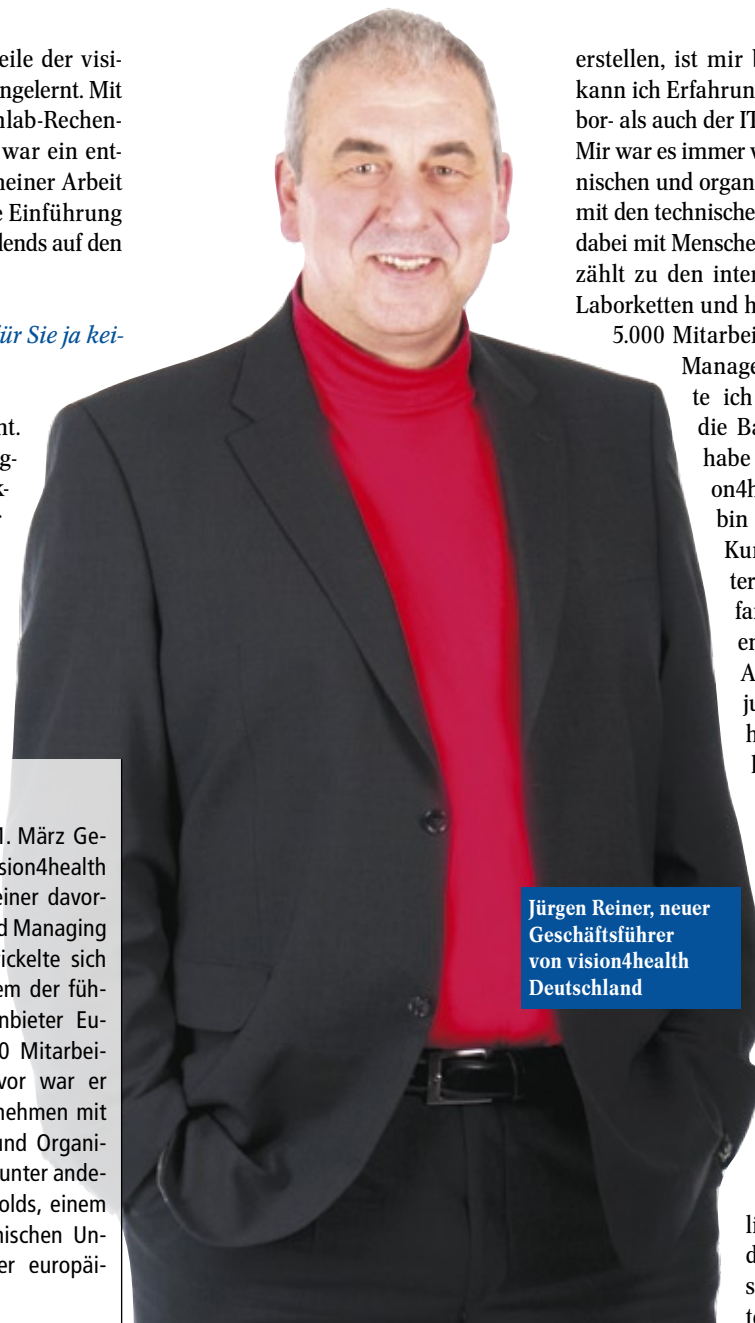 eile der visi-
ngelernt. Mit
nlab-Rechen-
war ein ent-
neiner Arbeit
e Einführung
lends auf den
für Sie ja kei-
nt.
g-
k-
1. März Ge-
sion4health
einer davor-
d Managing
ickelte sich
em der füh-
nbieter Eu-
0 Mitarbei-
vor war er
nehmen mit
und Organi-
unter ande-
olds, einem
nischen Un-
er europäi-
erstellen, ist mir
kann ich Erfahrun
bor- als auch der IT
Mir war es immer
nischen und organ
mit den technische
dabei mit Mensche
zählt zu den inter
Laborketten und h
5.000 Mitarbei
Manage
te ich
die Ba
habe
on4h
bin
Kun
ter
fa
en
A
ju
h
Jürgen Reiner, neuer
Geschäftsführer
von vision4health
Deutschland
li
d
s
te